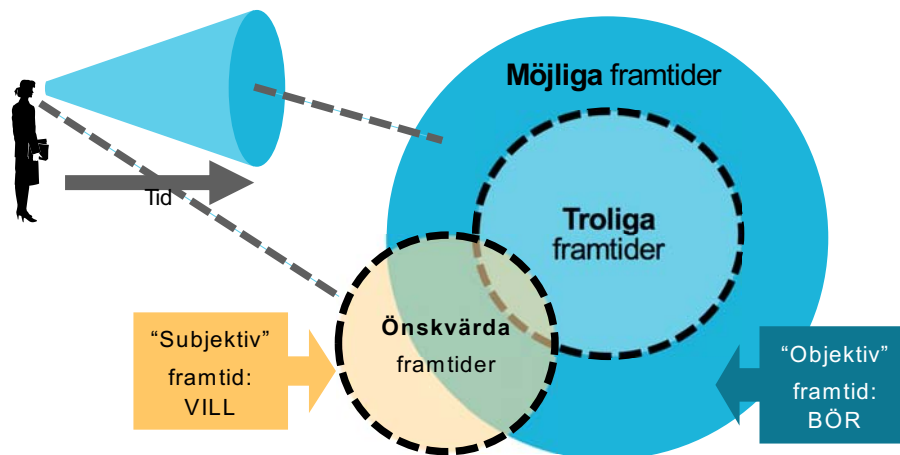 Möjliga framtider
Tid
Troliga
framtider
Önskvärda
framtider
“Subjektiv”
framtid:
VILL
“Objektiv”
framtid:
BÖR